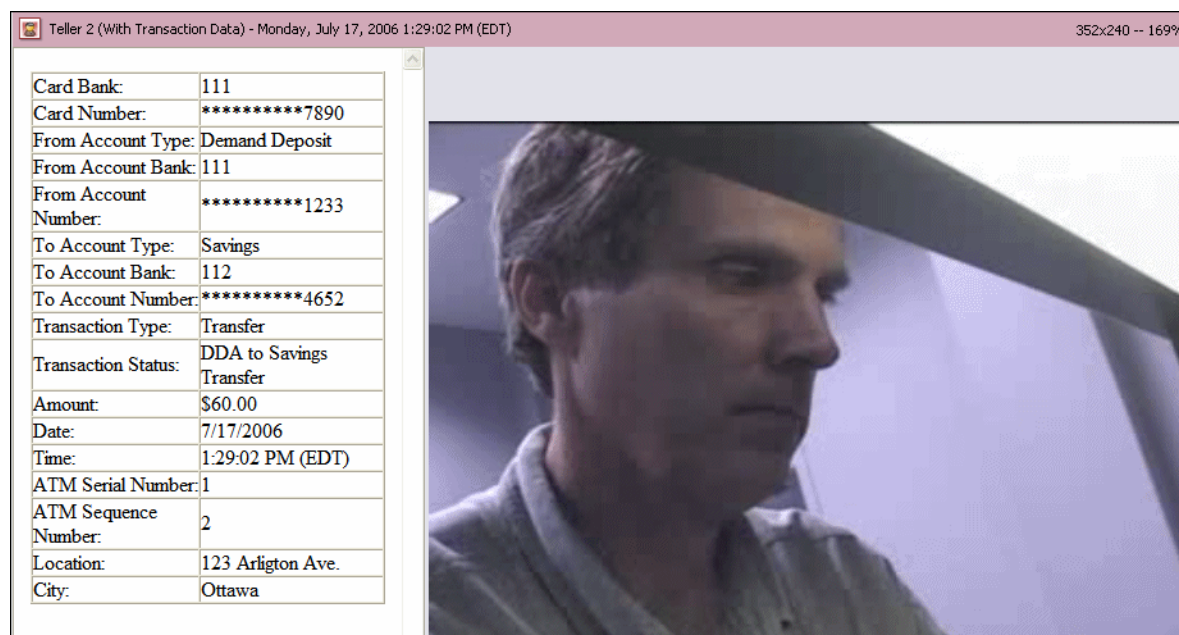 Teller 2 (With Transaction Data) - Monday, July 17, 2006 1:29:02 PM (EDT) 352x240 -- 169%
Card Bank: 111
Card Number: **********7890
From Account Type: Demand Deposit
From Account Bank: 111
From Account
Number: **********1233
To Account Type: Savings
To Account Bank: 112
To Account Number: **********4652
Transaction Type: Transfer
Transaction Status: DDA to Savings
Transfer
Amount: $60.00
Date: 7/17/2006
Time: 1:29:02 PM (EDT)
ATM Serial Number: 1
ATM Sequence
Number: 2
Location: 123 Arligton Ave.
City: Ottawa